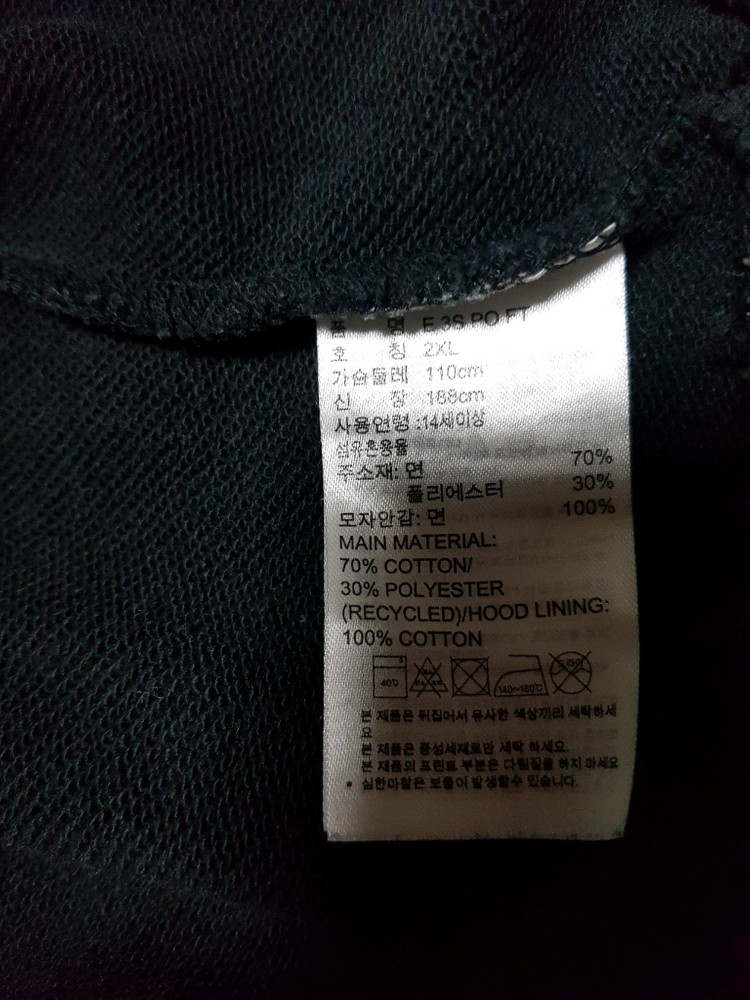 품 명 E 3S PO FT
호 칭 2XL
가슴둘레 110cm
신 장 188cm
사용연령 :14세이상
섬유혼용율
주소재: 면 70%
폴리에스터 30%
모자안감: 면 100%
MAIN MATERIAL:
70% COTTON/
30% POLYESTER
(RECYCLED)/HOOD LINING:
100% COTTON
40℃ 140~160℃ 드라이
본 제품은 뒤집어서 유사한 색상끼리 세탁하세
요
본 제품은 중성세제로만 세탁 하세요.
본 제품의 프린트 부분은 다림질을 하지 마세요
* 심한마찰은 보풀이 발생할수 있습니다.